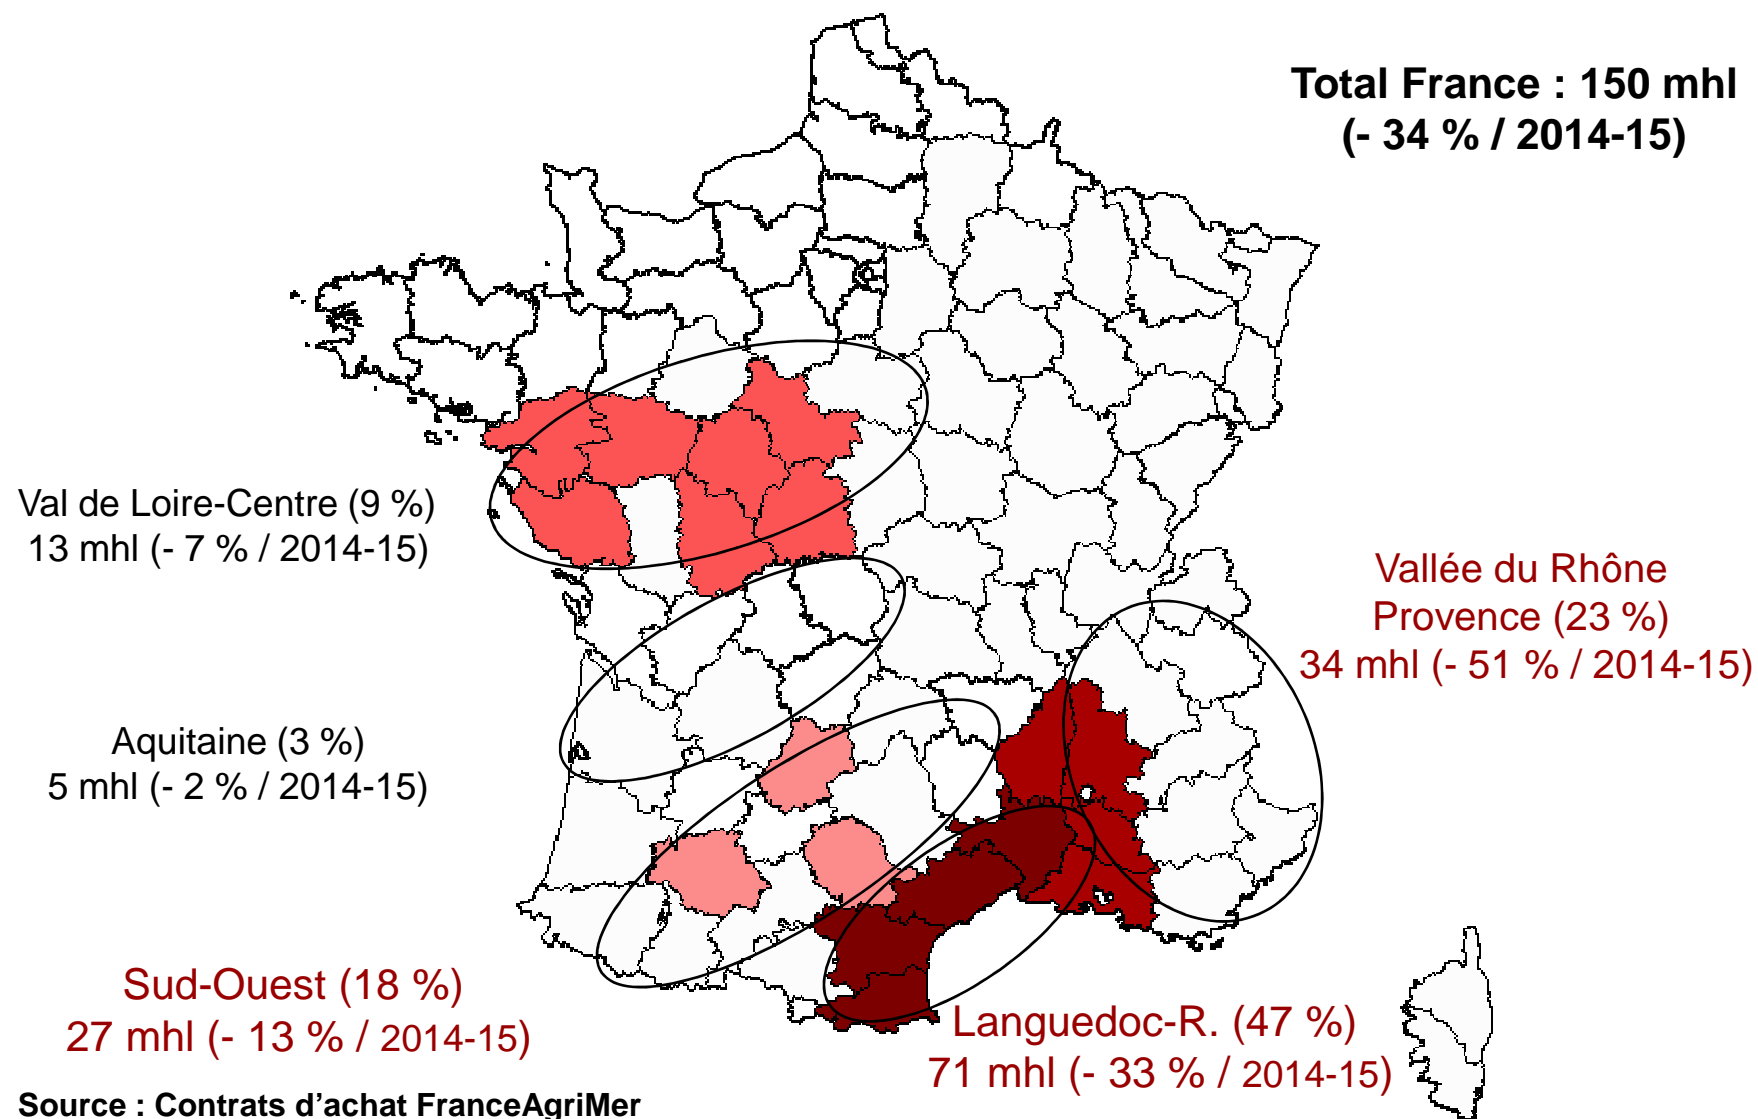 Total France : 150 mhl
(- 34 % / 2014-15)
Val de Loire-Centre (9 %)
13 mhl (- 7 % / 2014-15)
Vallée du Rhône
Provence (23 %)
34 mhl (- 51 % / 2014-15)
Aquitaine (3 %)
5 mhl (- 2 % / 2014-15)
Sud-Ouest (18 %)
27 mhl (- 13 % / 2014-15)
Languedoc-R. (47 %)
71 mhl (- 33 % / 2014-15)
Source : Contrats d’achat FranceAgriMer